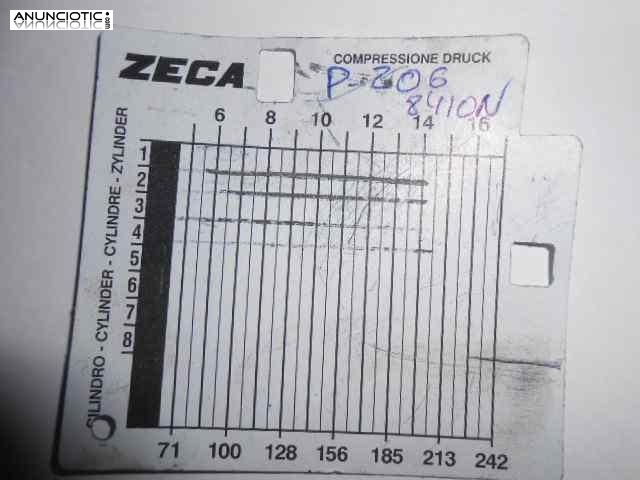 ANUNCIOTIC.es
ZECA
COMPRESSIONE DRUCK
P-206
8410N
6 8 10 12 14 16
CILINDRO - CYLINDER - CYLINDRE - ZYLINDER
1
2
3
4
5
6
7
8
71 100 128 156 185 213 242